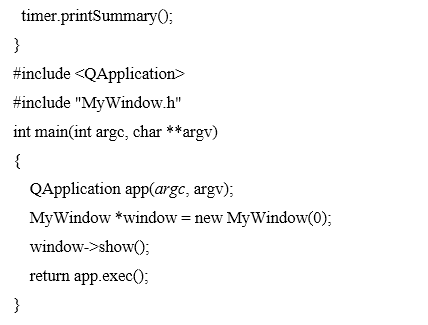 timer.printSummary();
}
#include <QApplication>
#include "MyWindow.h"
int main(int argc, char **argv)
{
QApplication app(argc, argv);
MyWindow *window = new MyWindow(0);
window->show();
return app.exec();
}